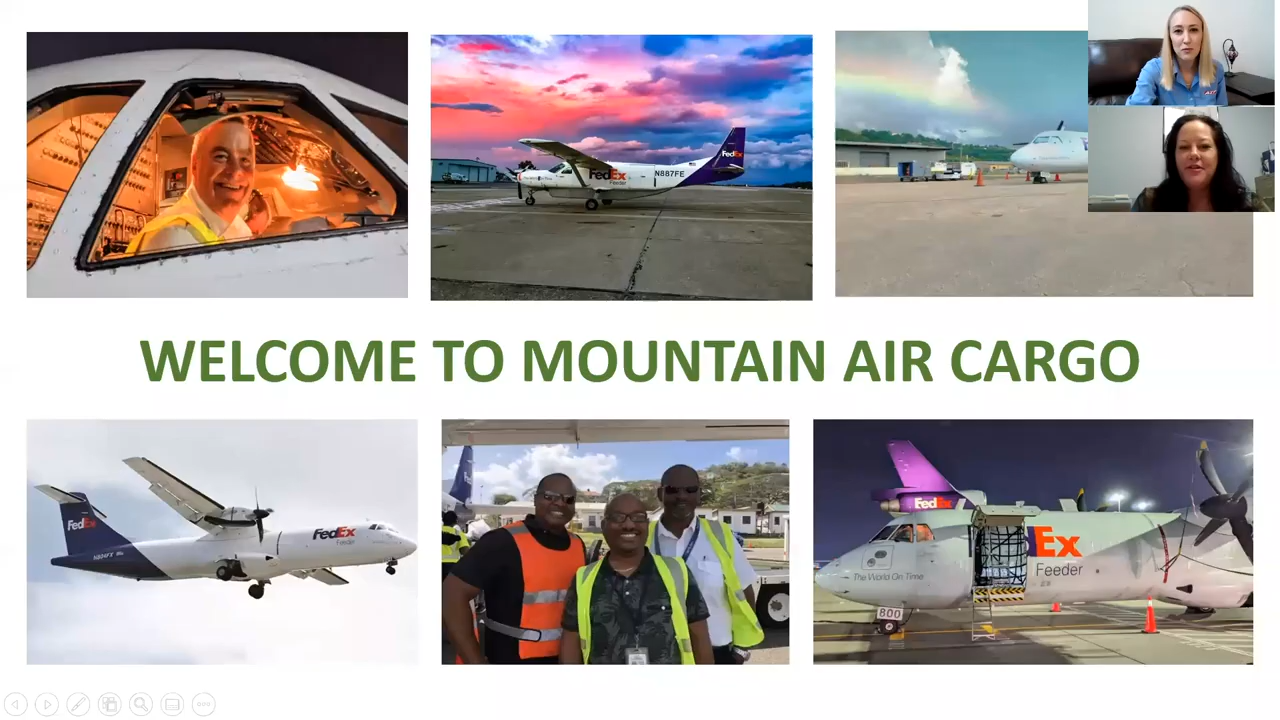 FedEx
FedEx
Feeder
N887FE
WELCOME TO MOUNTAIN AIR CARGO
FedEx
FedEx
Feeder
FedEx
Ex
Feeder
The World On Time
800